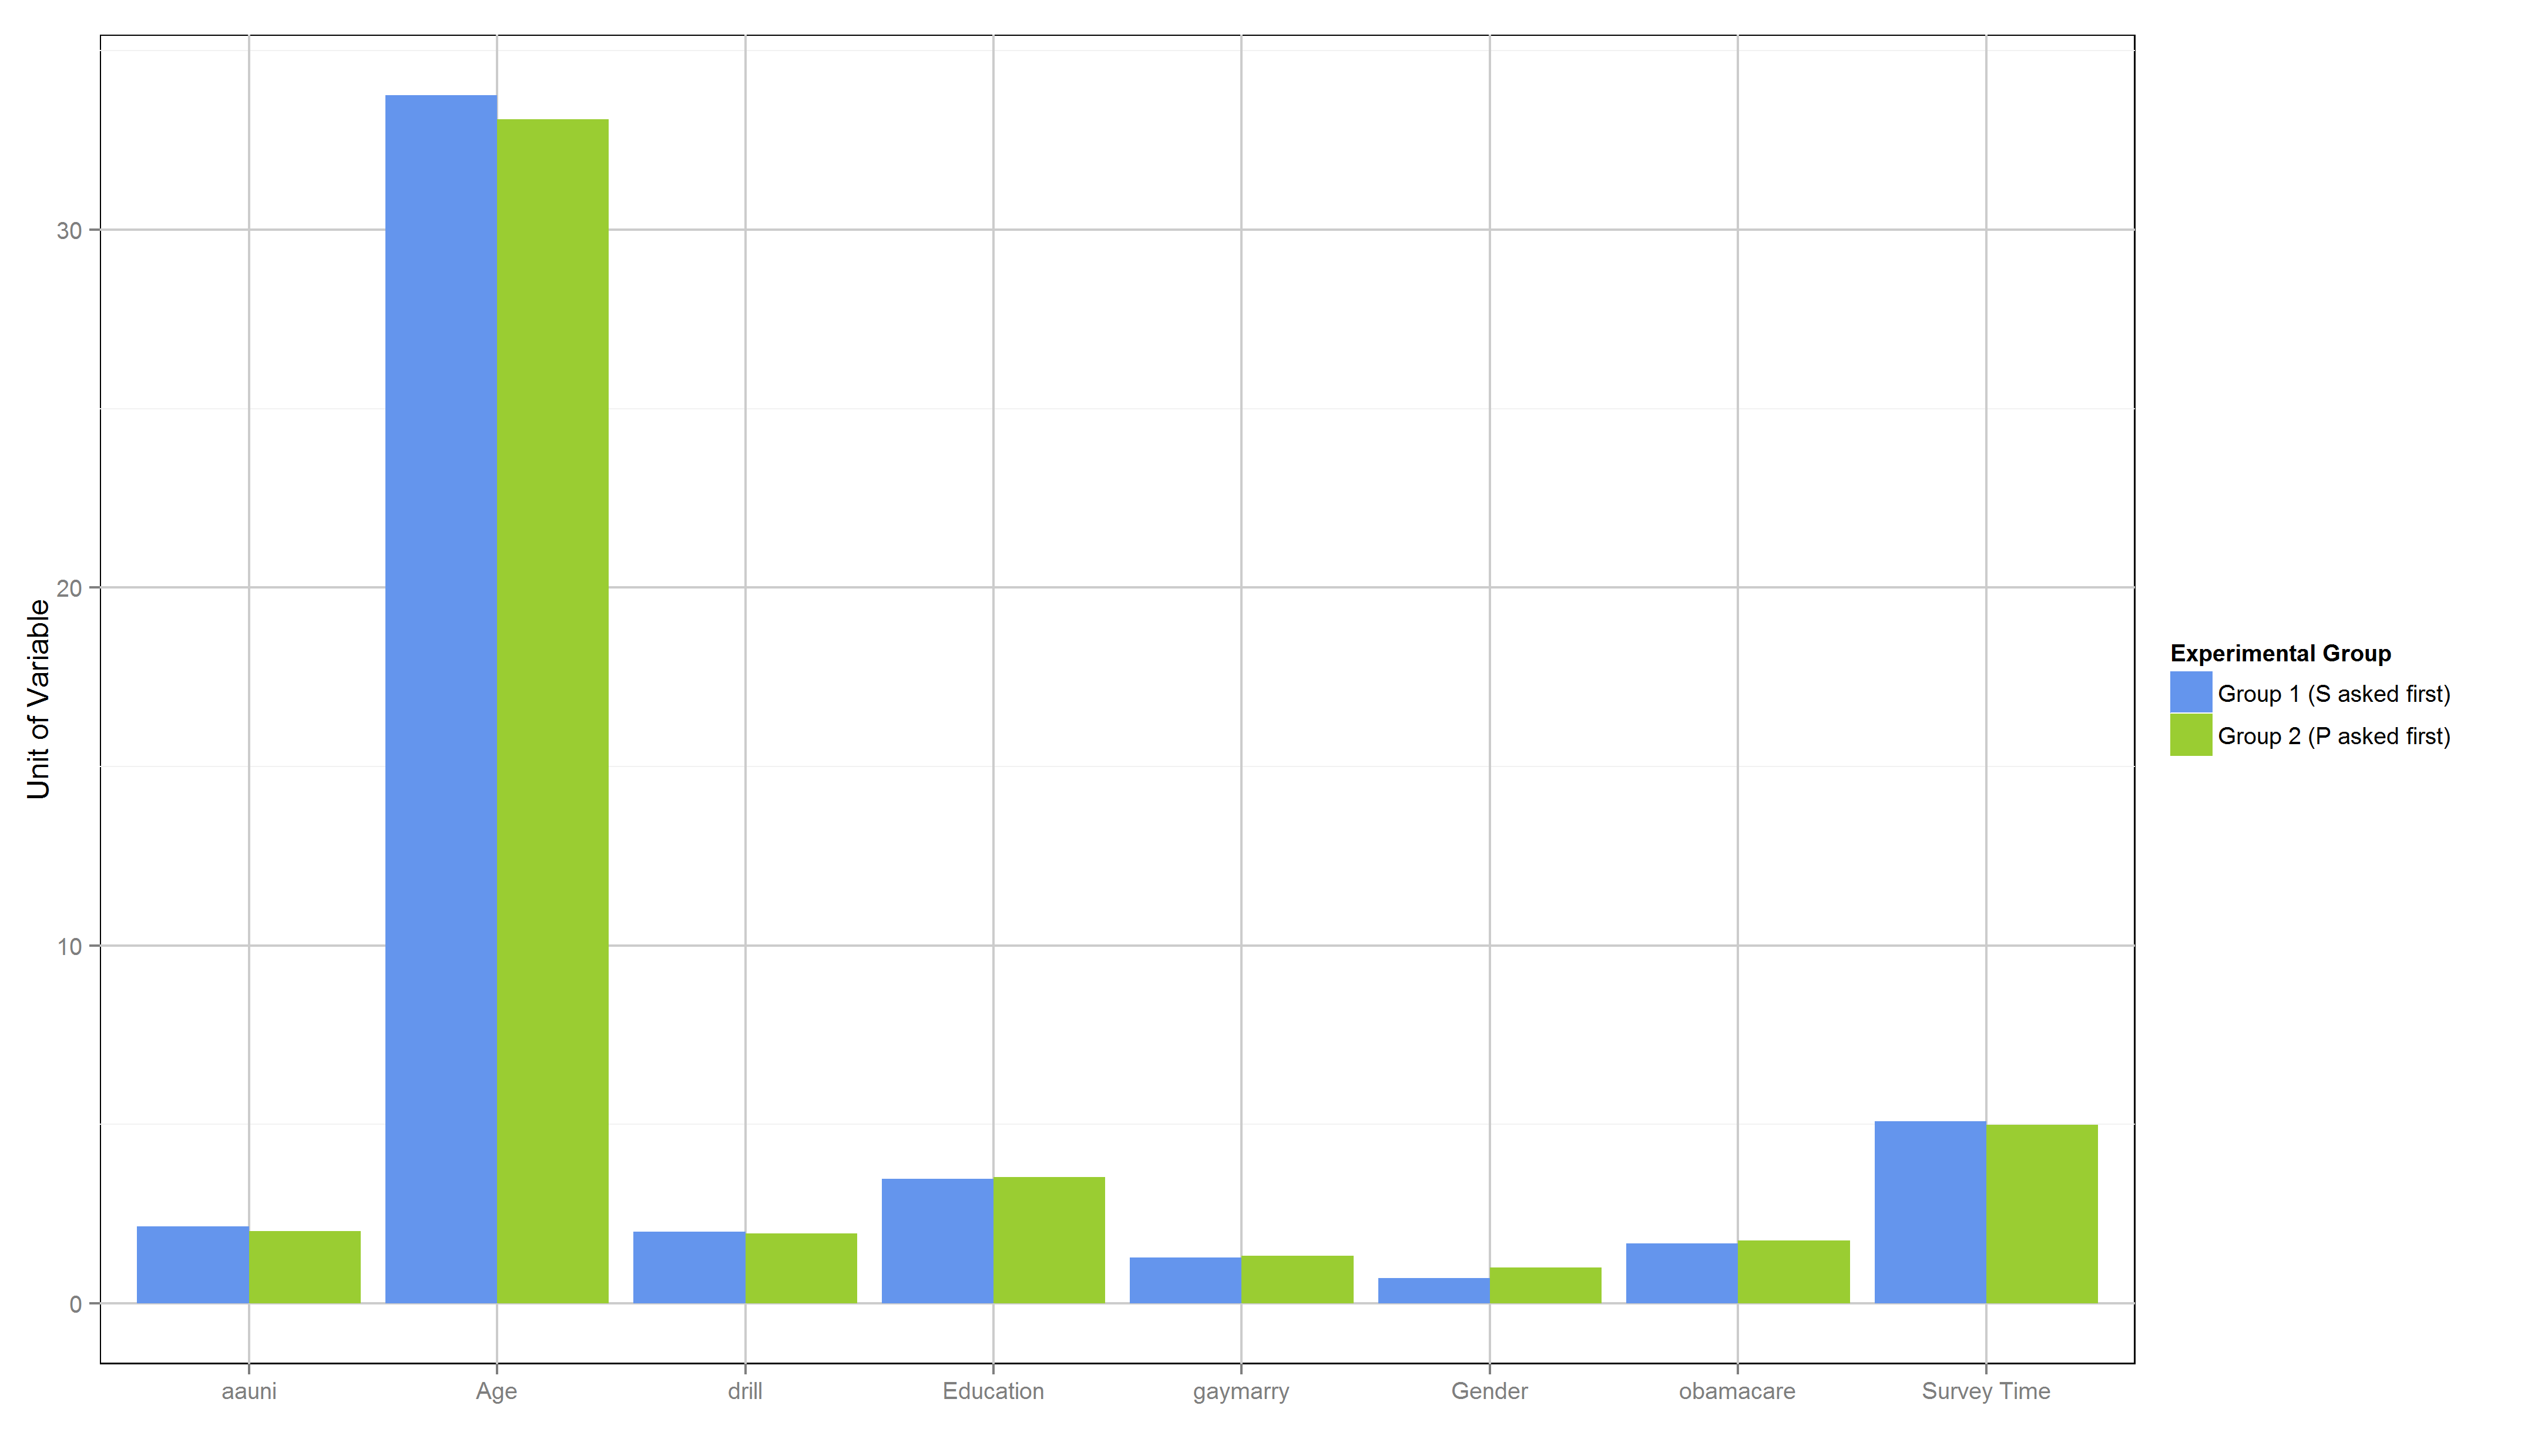 Unit of Variable
30
20
10
0
aauni Age drill Education gaymarry Gender obamacare Survey Time
Experimental Group
Group 1 (S asked first)
Group 2 (P asked first)